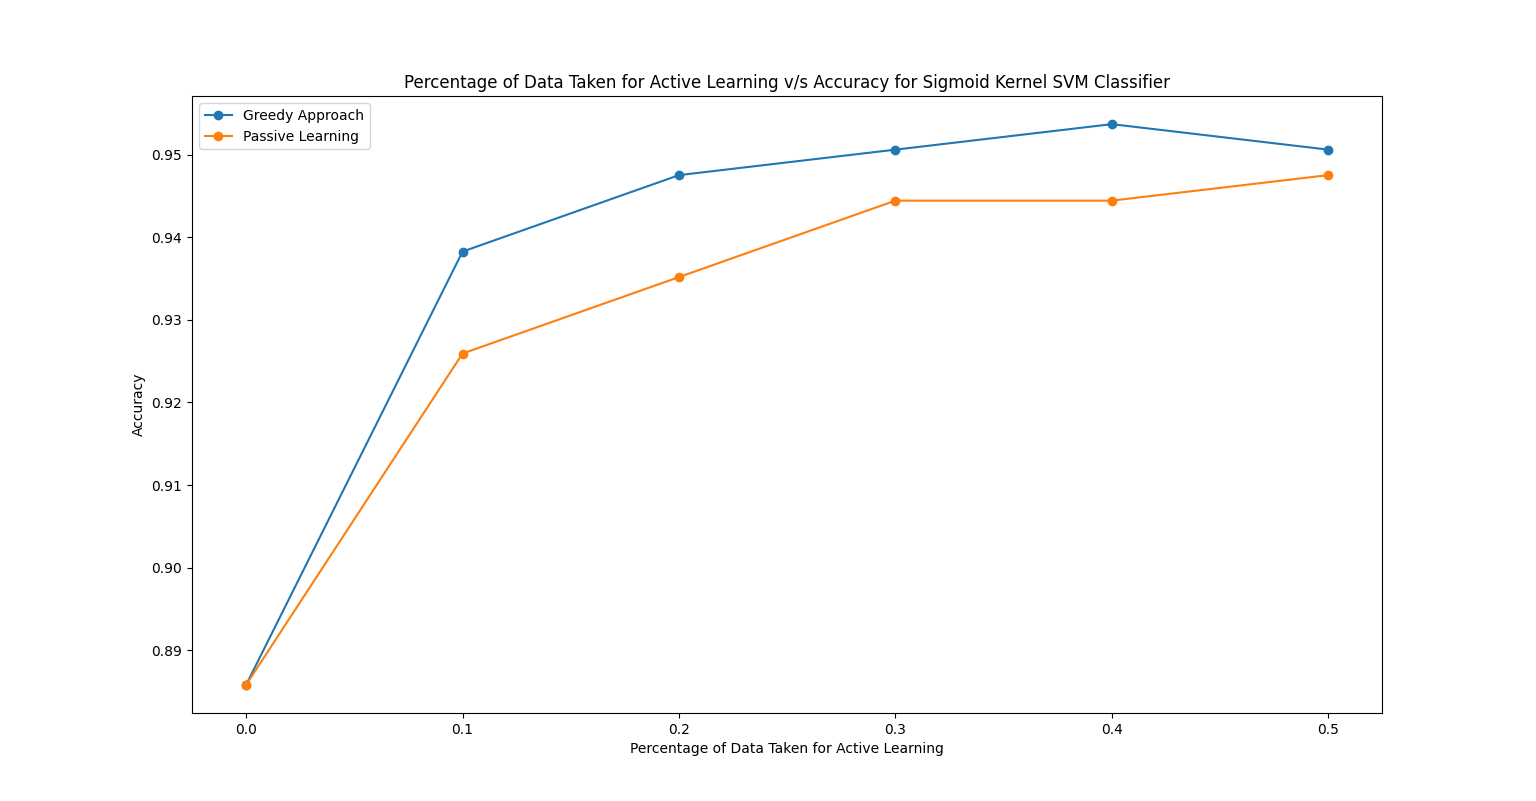 Percentage of Data Taken for Active Learning v/s Accuracy for Sigmoid Kernel SVM Classifier
Greedy Approach
Passive Learning
0.95
0.94
0.93
0.92
0.91
0.90
0.89
Accuracy
0.0 0.1 0.2 0.3 0.4 0.5
Percentage of Data Taken for Active Learning